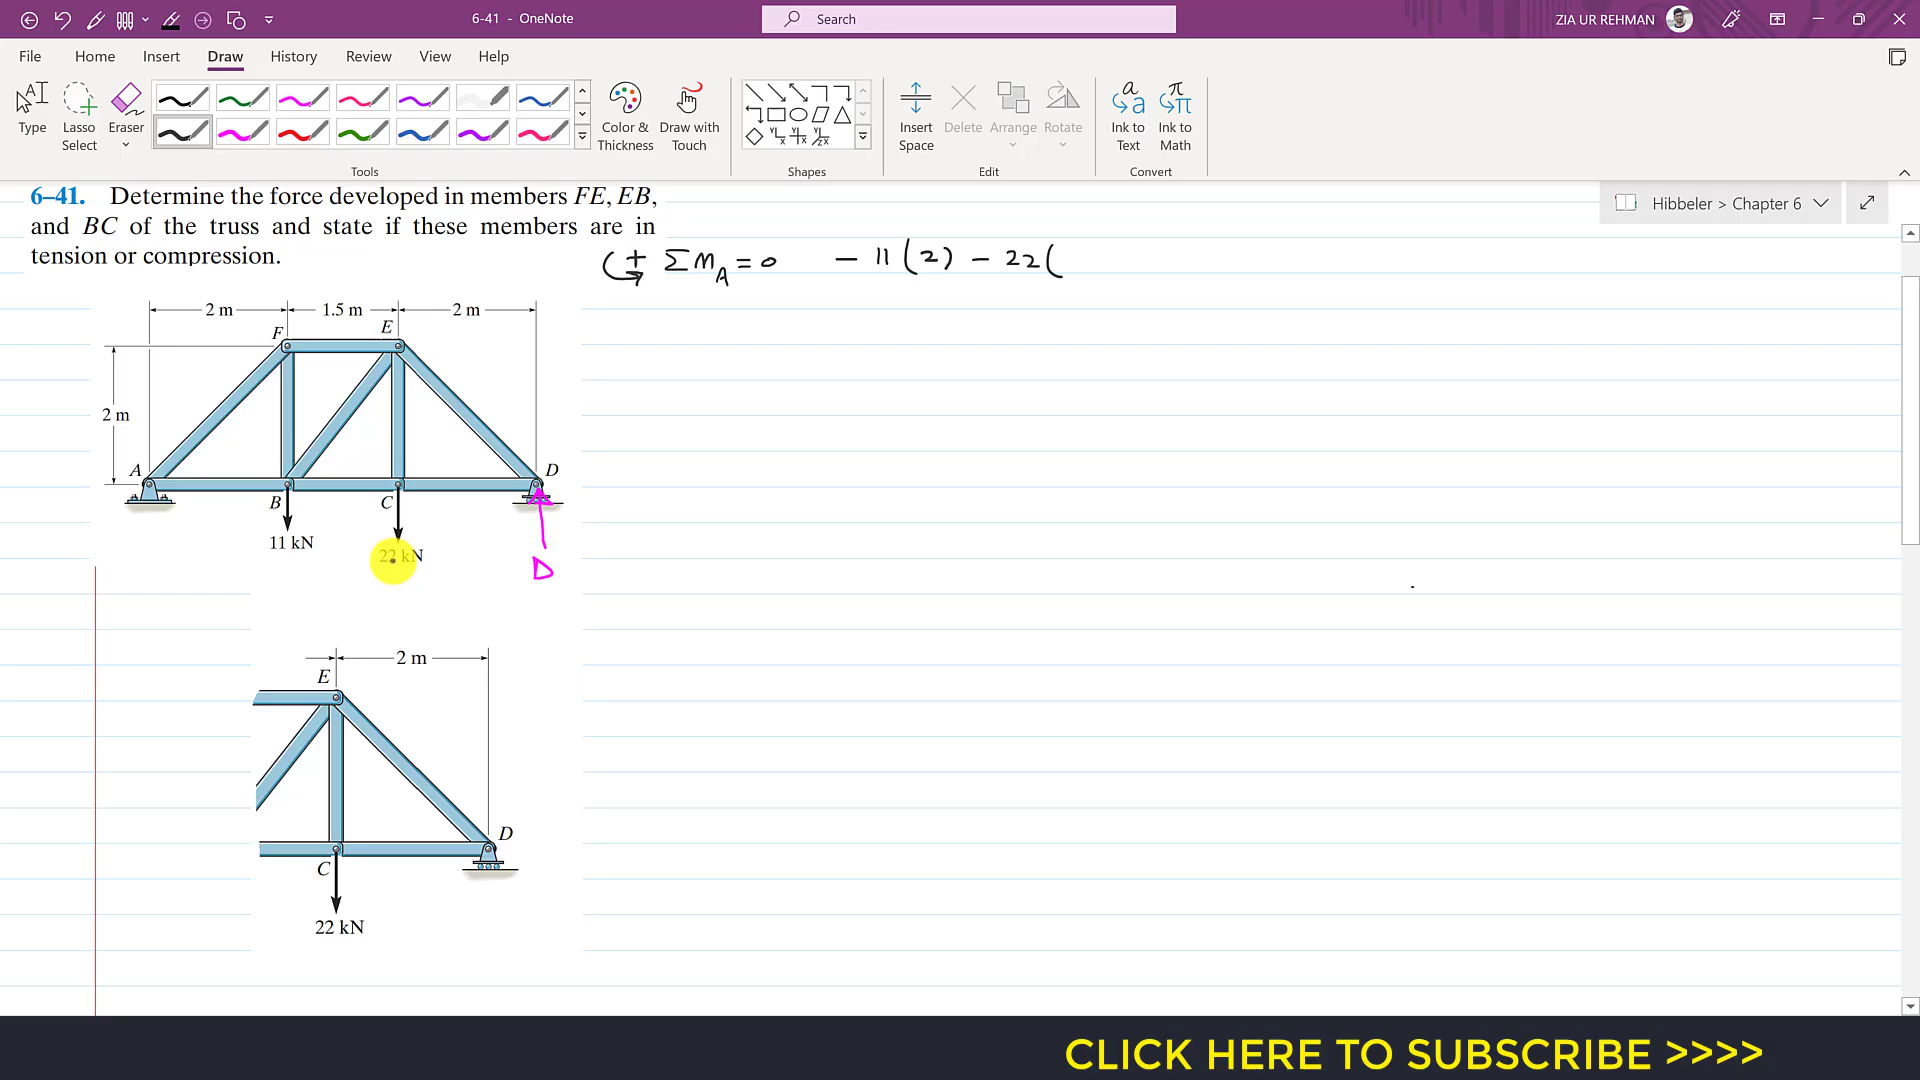 6-41 - OneNote
Search
ZIA UR REHMAN
File Home Insert Draw History Review View Help
Type
Lasso Select
Eraser
Color & Thickness
Draw with Touch
Insert Space
Delete
Arrange
Rotate
Ink to Text
Ink to Math
Tools
Shapes
Edit
Convert
Hibbeler > Chapter 6
6–41. Determine the force developed in members FE, EB,
and BC of the truss and state if these members are in
tension or compression.
+ ΣM_A = 0 − 11(2) − 22(
2 m 1.5 m 2 m
F E
2 m
A D
B C
11 kN
22 kN
D
2 m
E
D
C
22 kN
CLICK HERE TO SUBSCRIBE >>>>